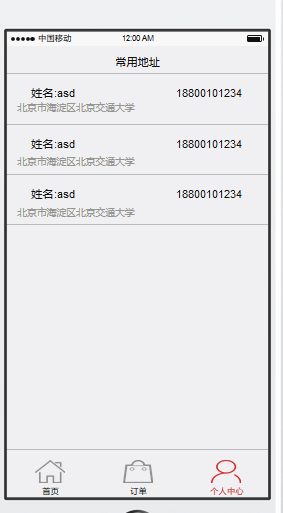 中国移动 12:00 AM
常用地址
姓名:asd 18800101234
北京市海淀区北京交通大学
姓名:asd 18800101234
北京市海淀区北京交通大学
姓名:asd 18800101234
北京市海淀区北京交通大学
首页 订单 个人中心